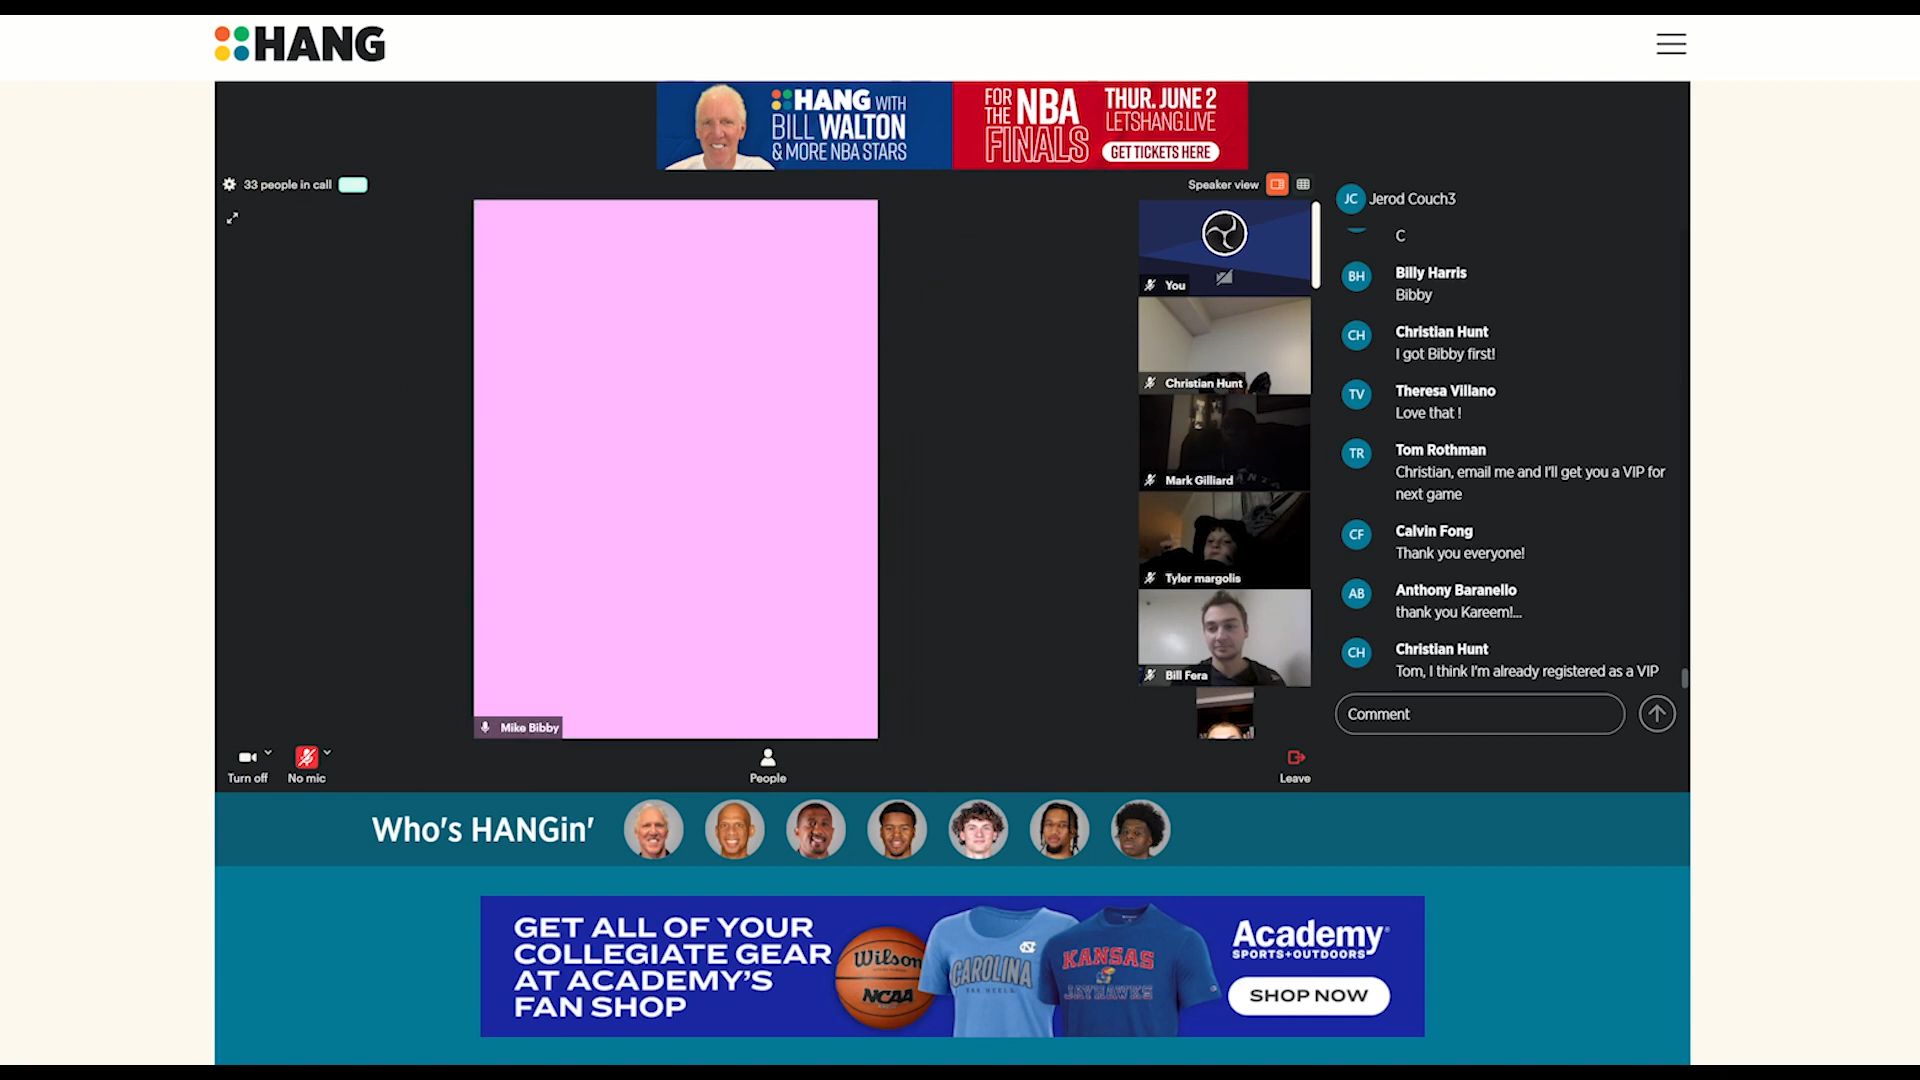 HANG
HANG WITH
BILL WALTON
& MORE NBA STARS
FOR THE NBA FINALS
THUR. JUNE 2
LETSHANG.LIVE
GET TICKETS HERE
33 people in call
Speaker view
You
Christian Hunt
Mark Gilliard
Tyler margolis
Bill Fera
Mike Bibby
JC Jerod Couch3
C
BH Billy Harris
Bibby
CH Christian Hunt
I got Bibby first!
TV Theresa Villano
Love that !
TR Tom Rothman
Christian, email me and I'll get you a VIP for
next game
CF Calvin Fong
Thank you everyone!
AB Anthony Baranello
thank you Kareem!...
CH Christian Hunt
Tom, I think I'm already registered as a VIP
Comment
Turn off
No mic
People
Leave
Who's HANGin'
GET ALL OF YOUR
COLLEGIATE GEAR
AT ACADEMY'S
FAN SHOP
Wilson
NCAA
NC
CAROLINA
TAR HEELS
KANSAS
JAYHAWKS
Academy
SPORTS+OUTDOORS
SHOP NOW